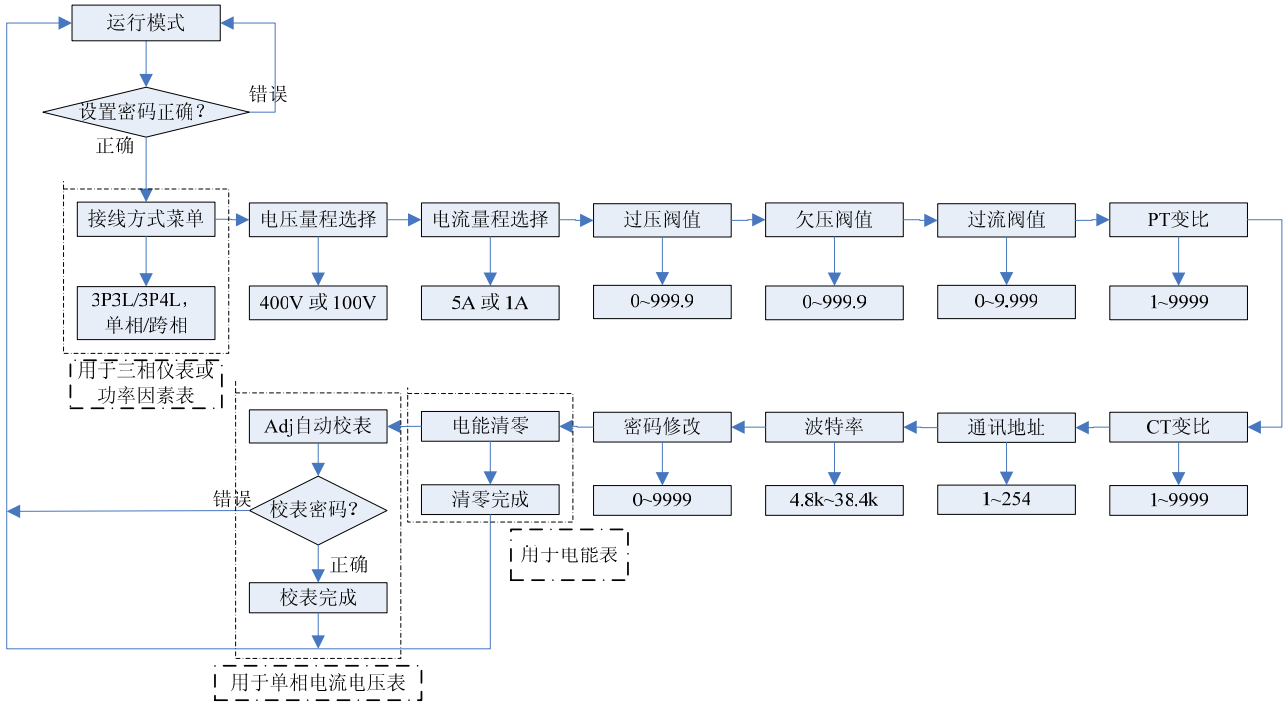 运行模式
错误
设置密码正确？
正确
接线方式菜单
电压量程选择
电流量程选择
过压阀值
欠压阀值
过流阀值
PT变比
3P3L/3P4L，
单相/跨相
400V 或 100V
5A 或 1A
0~999.9
0~999.9
0~9.999
1~9999
用于三相仪表或
功率因素表
Adj自动校表
电能清零
密码修改
波特率
通讯地址
CT变比
错误
校表密码？
清零完成
0~9999
4.8k~38.4k
1~254
1~9999
用于电能表
正确
校表完成
用于单相电流电压表